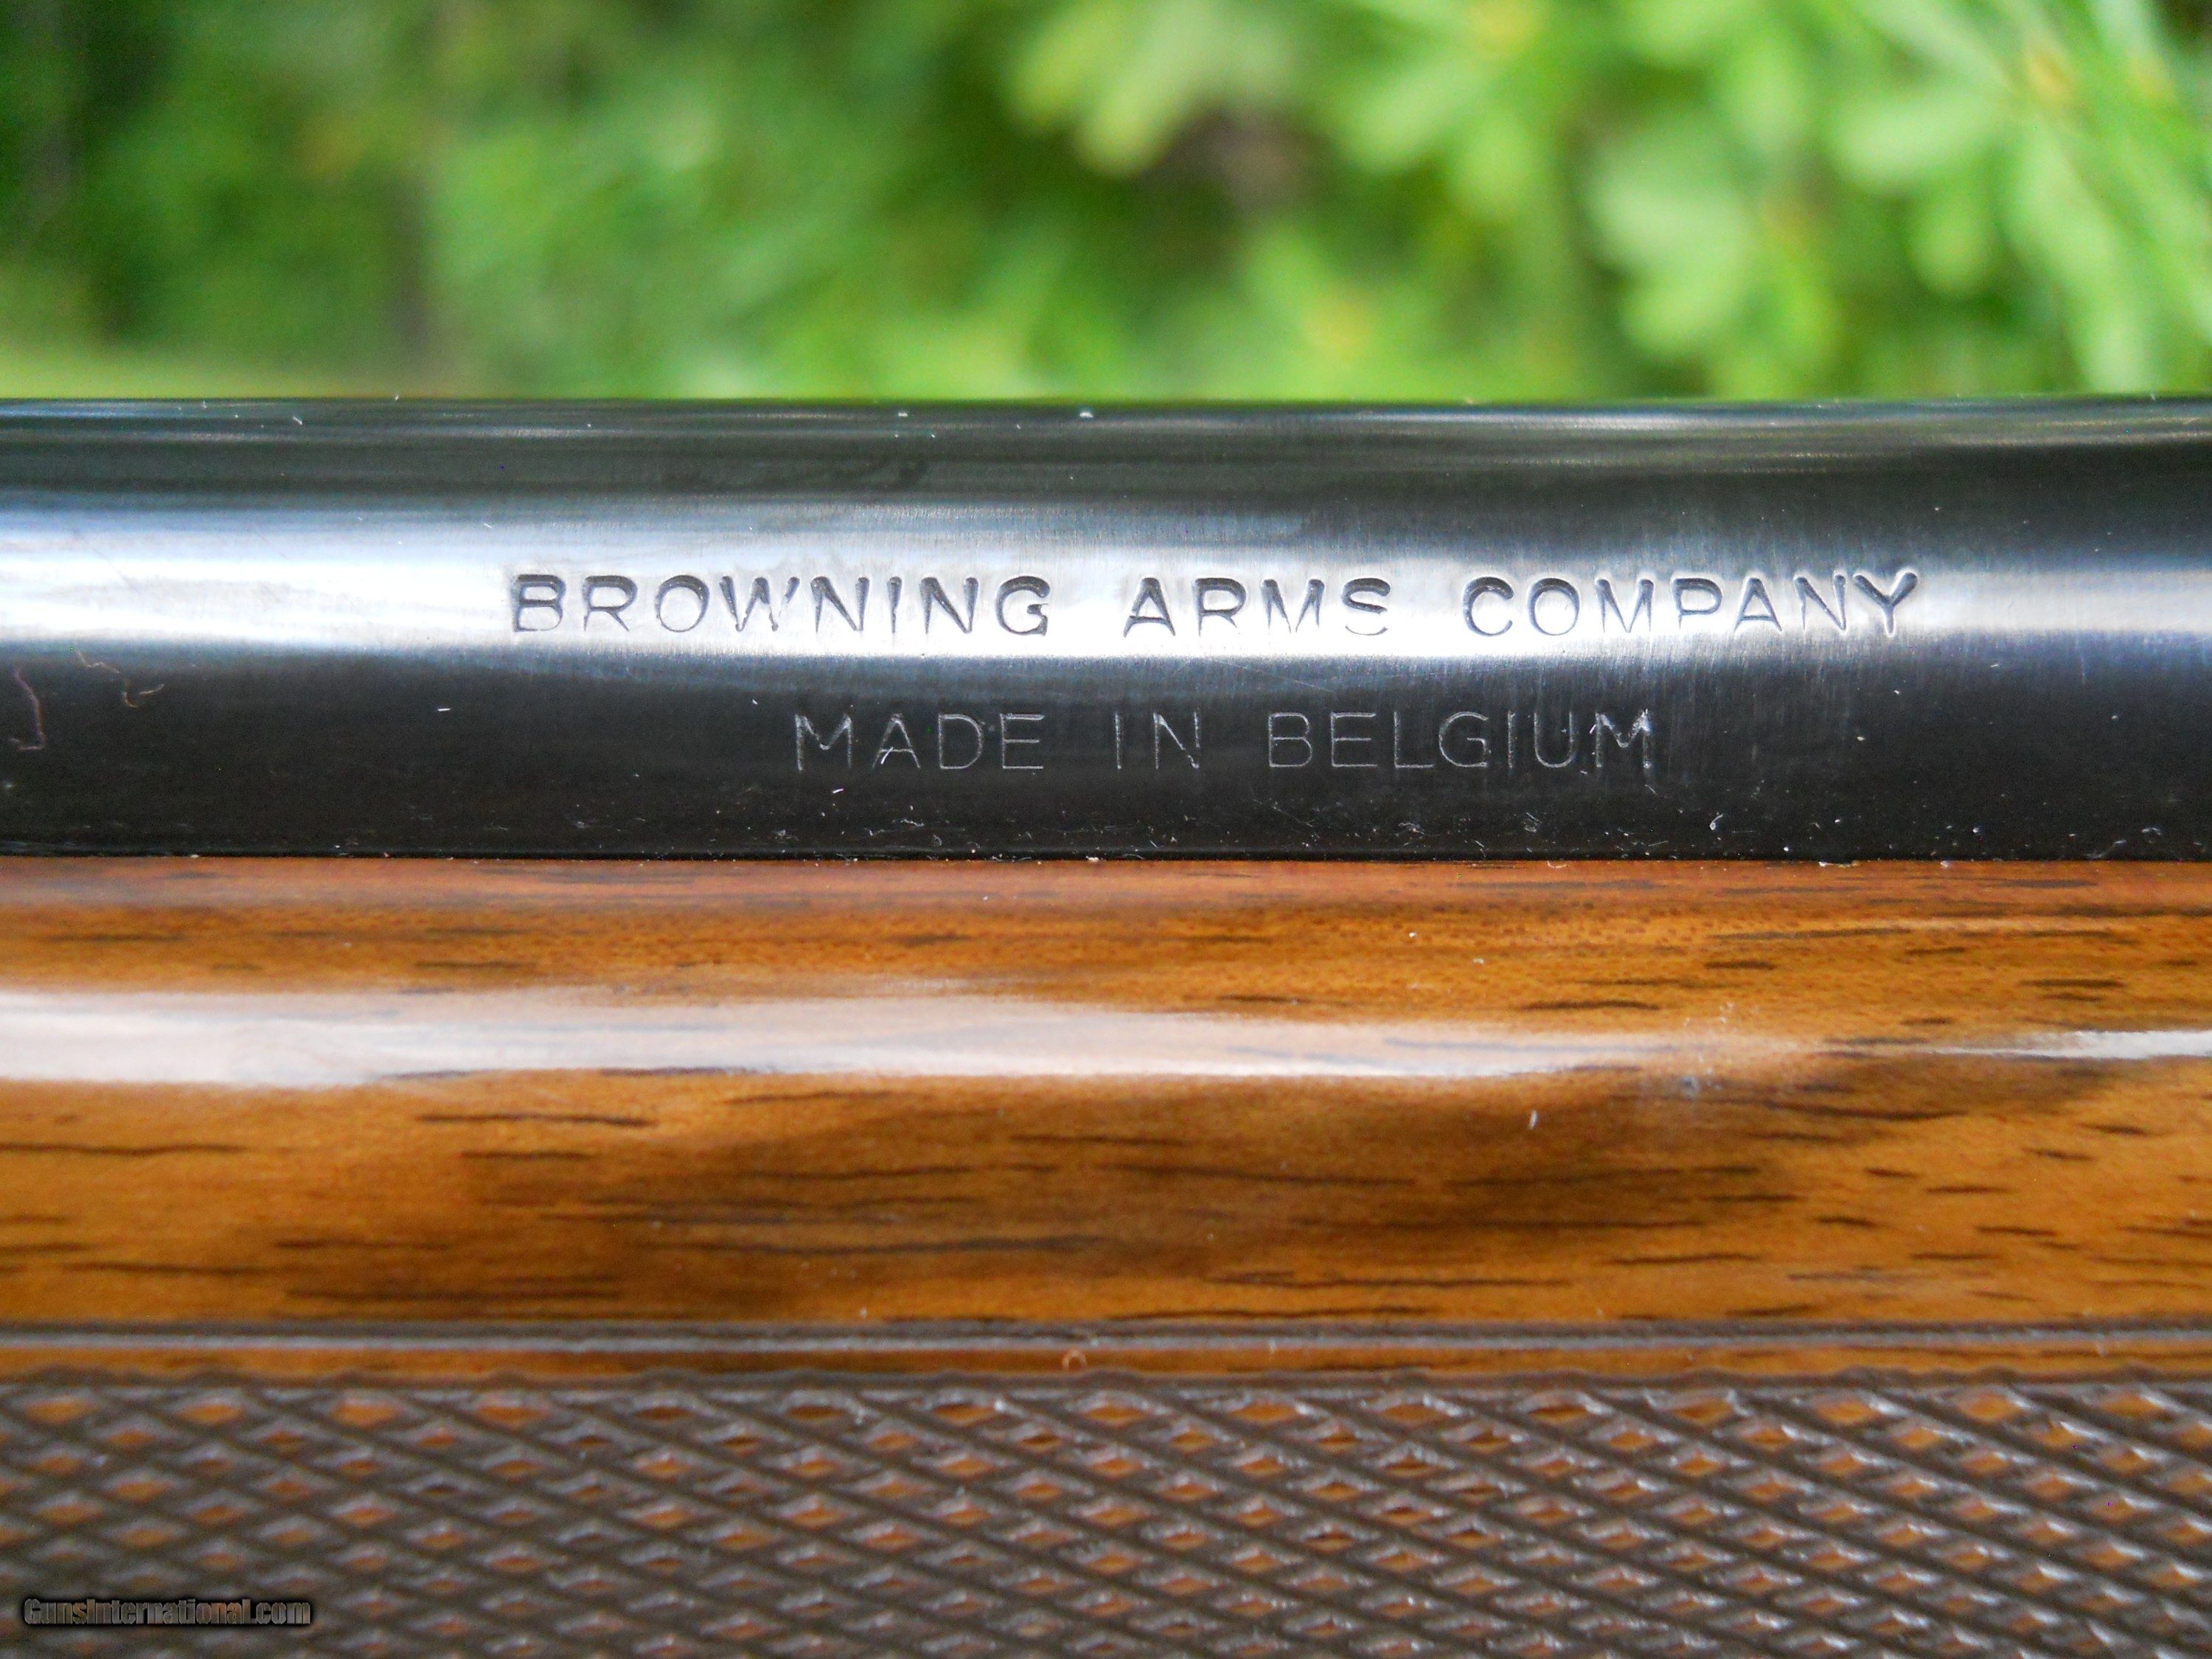 BROWNING ARMS COMPANY
MADE IN BELGIUM
GunsInternational.com